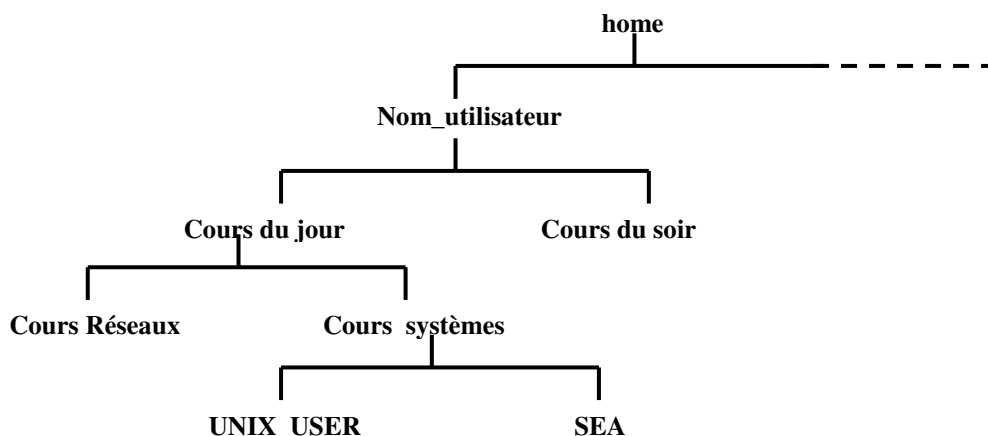 home
Nom_utilisateur
Cours du jour
Cours du soir
Cours Réseaux
Cours systèmes
UNIX USER
SEA